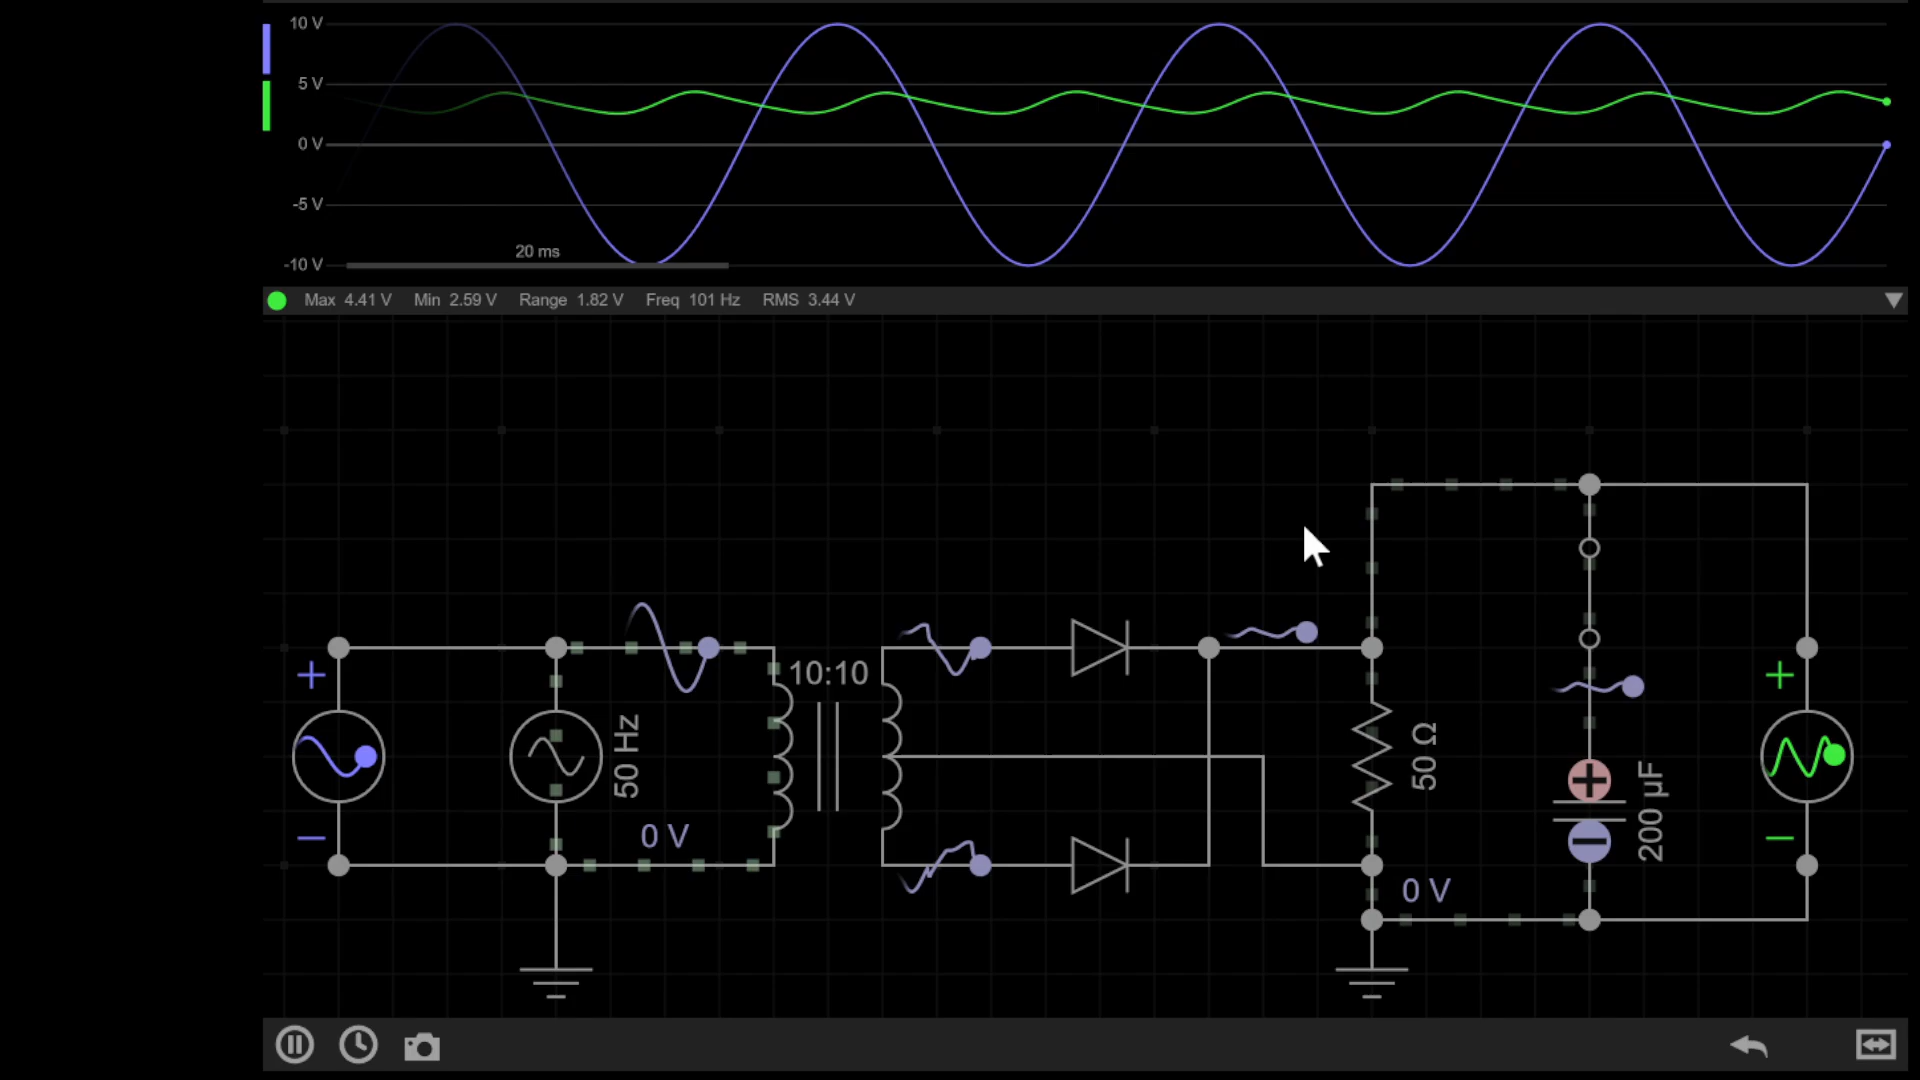 10 V
5 V
0 V
-5 V
20 ms
-10 V
Max 4.41 V Min 2.59 V Range 1.82 V Freq 101 Hz RMS 3.44 V
10:10
+
+
50 Hz
50 Ω
200 µF
0 V
−
−
0 V